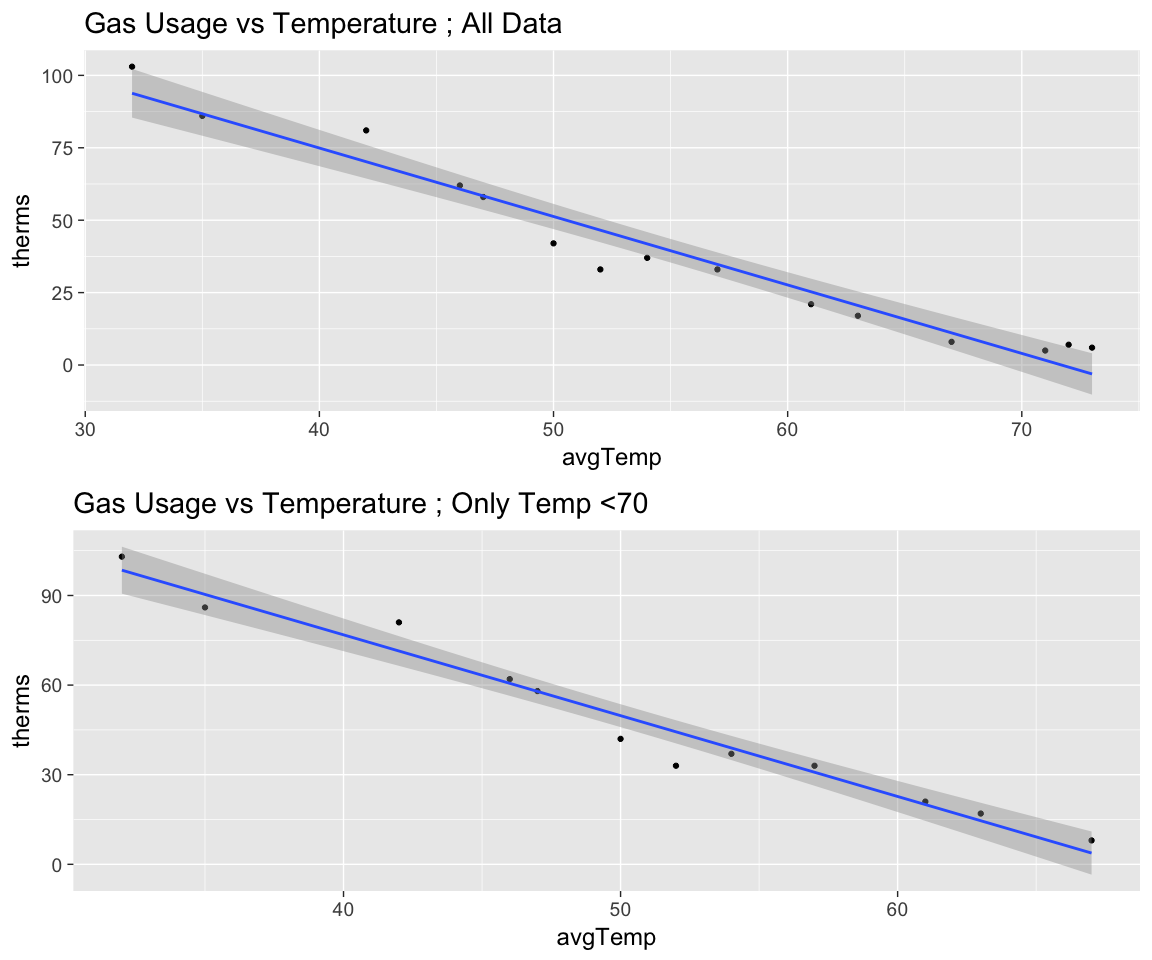 Gas Usage vs Temperature ; All Data
100
75
50
25
0
therms
30 40 50 60 70
avgTemp
Gas Usage vs Temperature ; Only Temp <70
90
60
30
0
therms
40 50 60
avgTemp